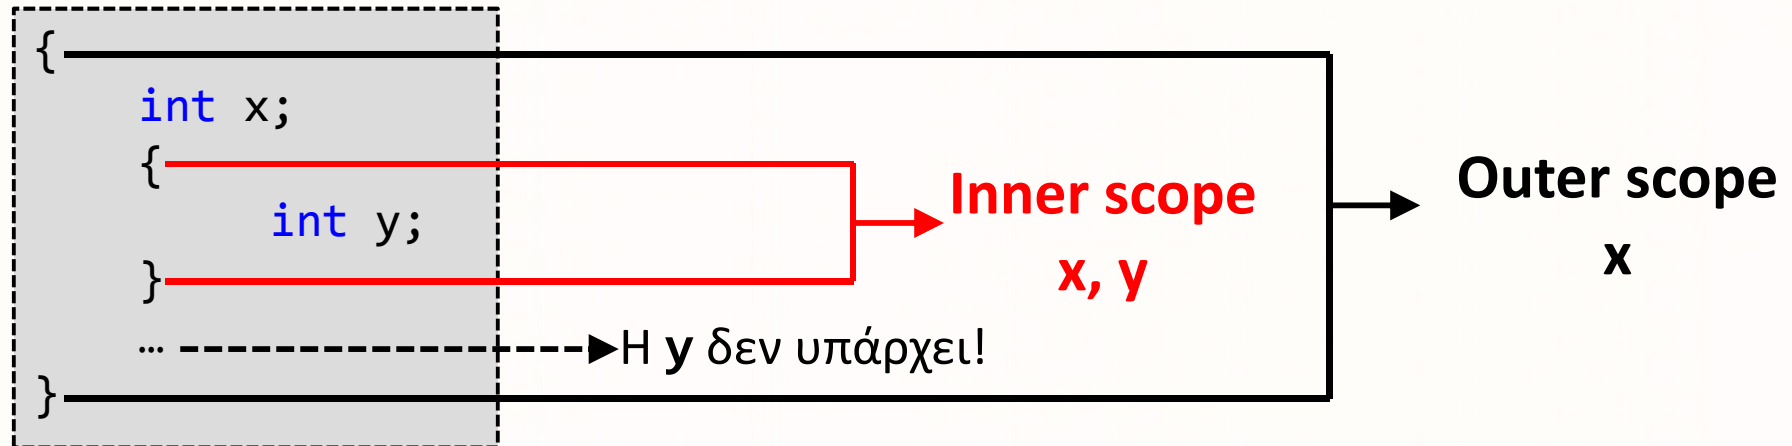 {
int x;
{
int y;
}
… Η y δεν υπάρχει!
}
Inner scope
x, y
Outer scope
x